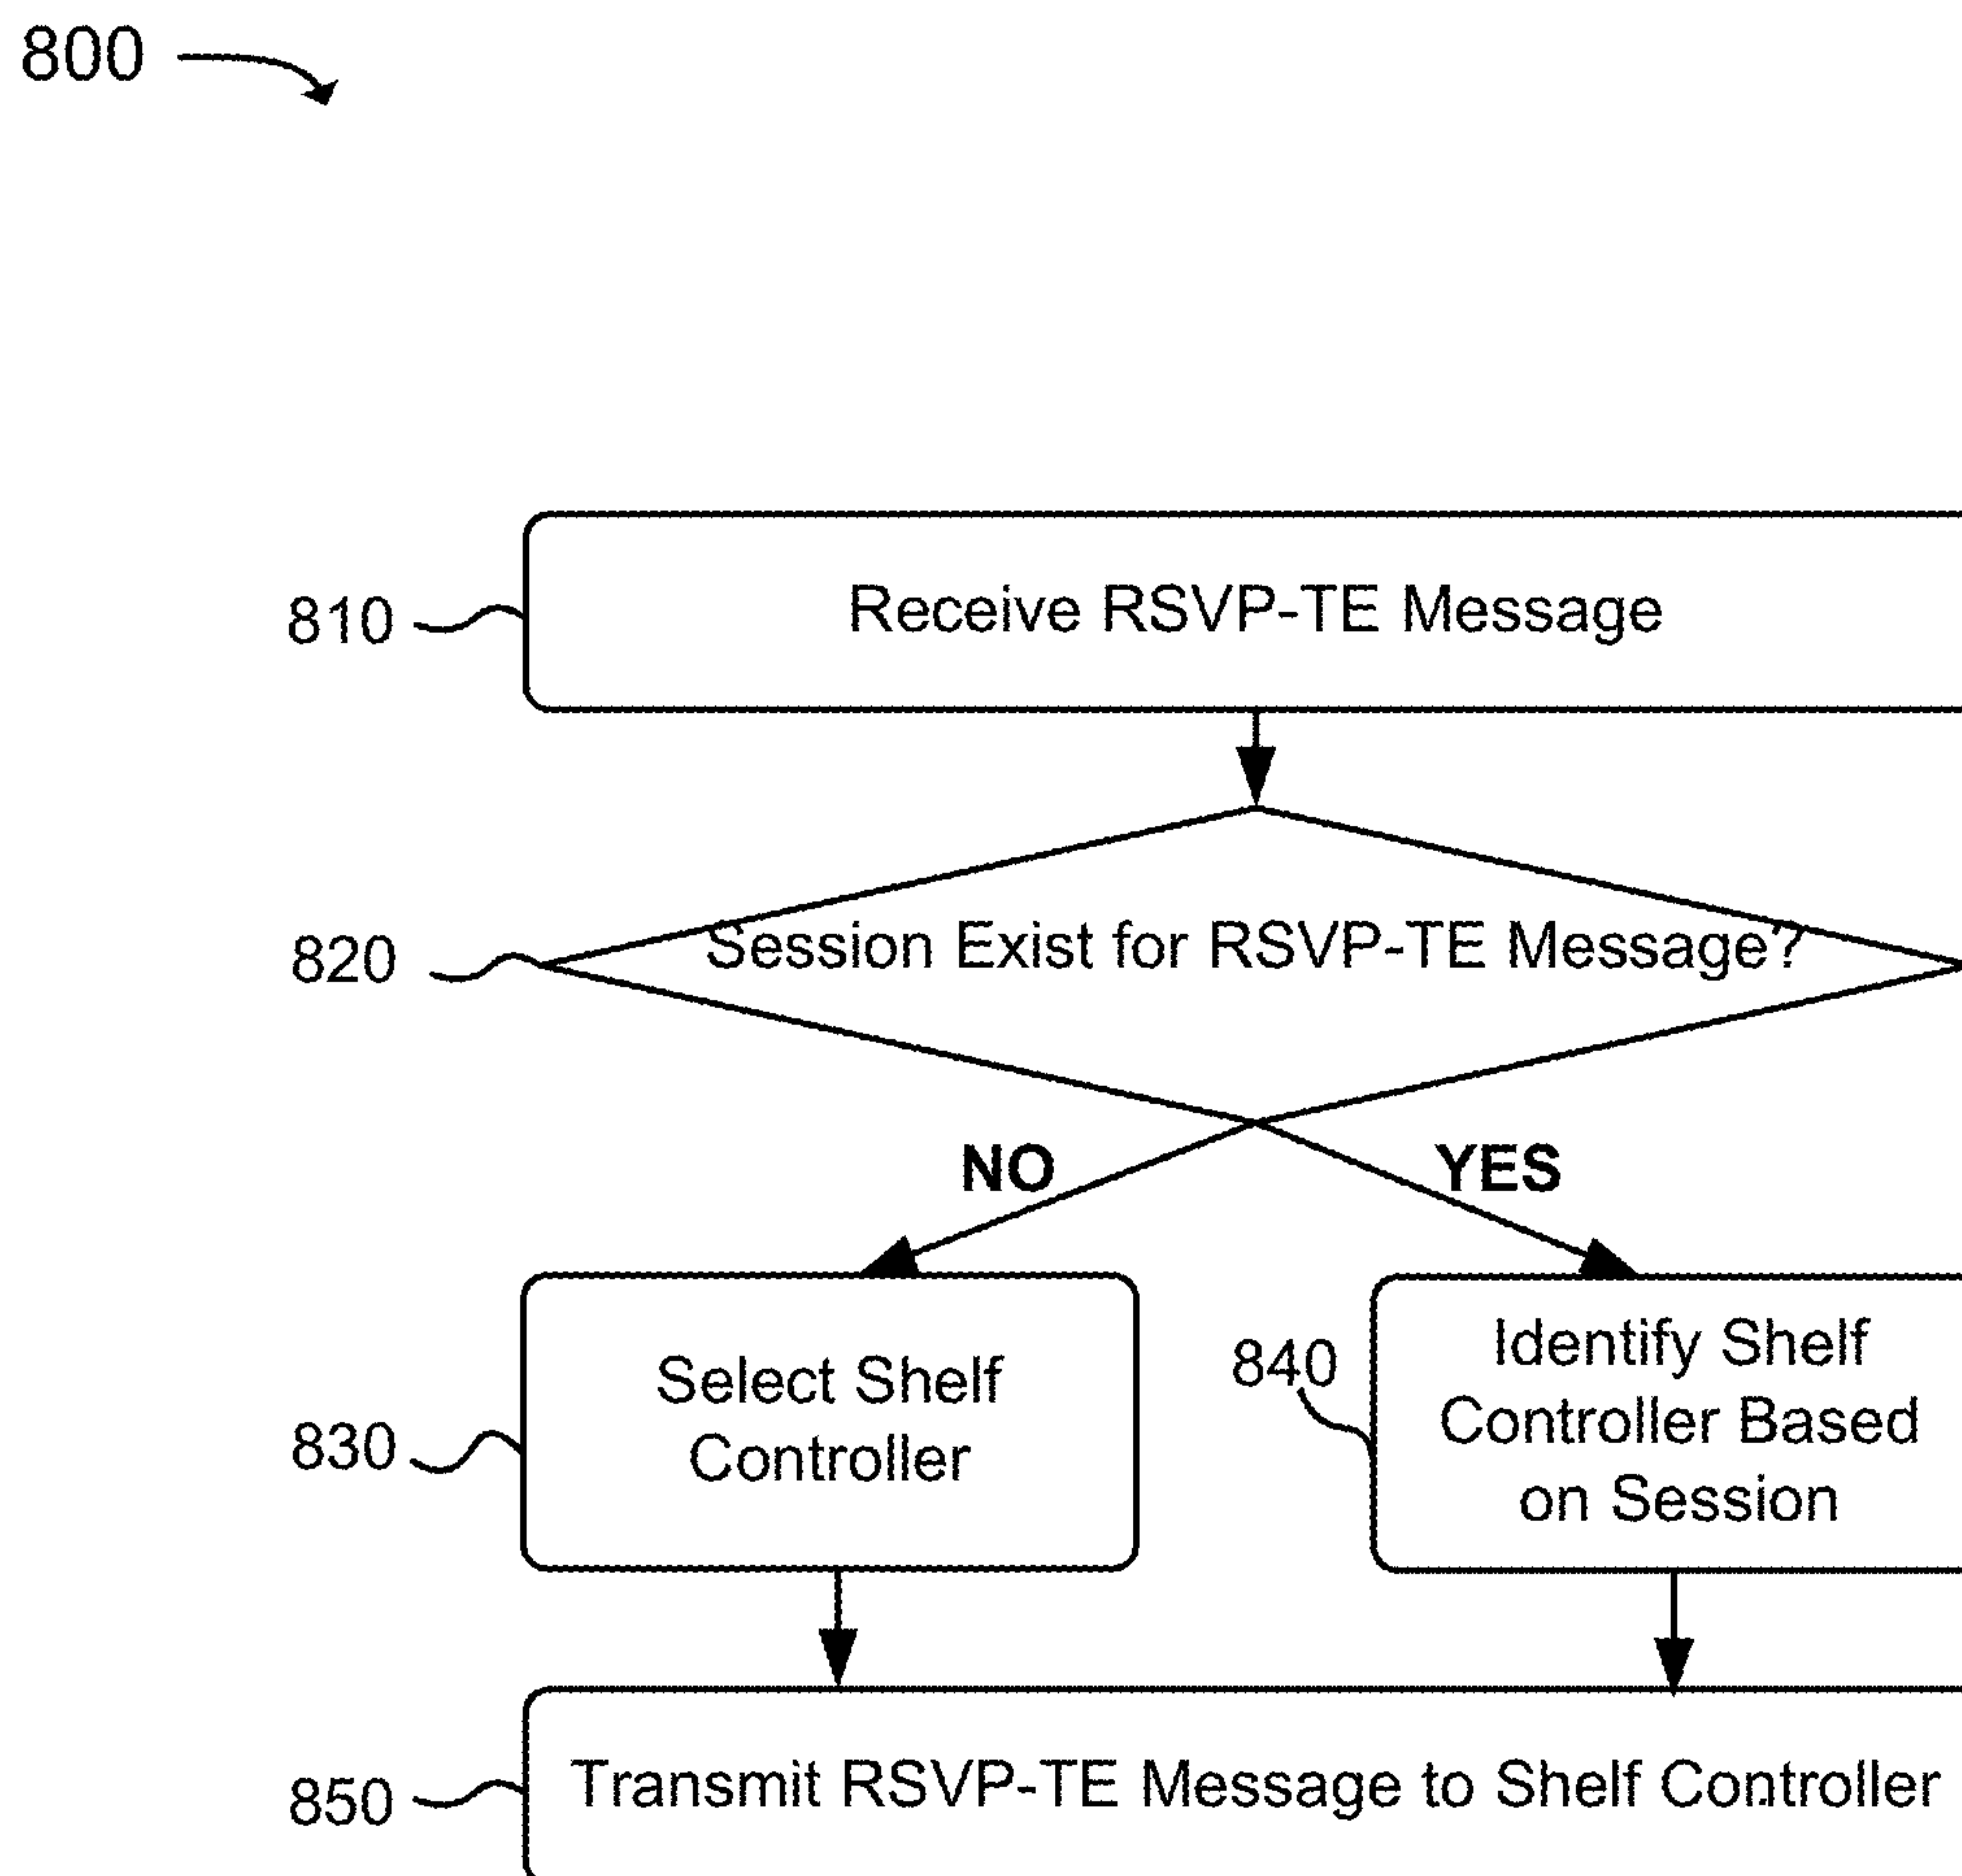 800
810
Receive RSVP-TE Message
820
Session Exist for RSVP-TE Message?
NO
YES
830
Select Shelf
Controller
840
Identify Shelf
Controller Based
on Session
850
Transmit RSVP-TE Message to Shelf Controller